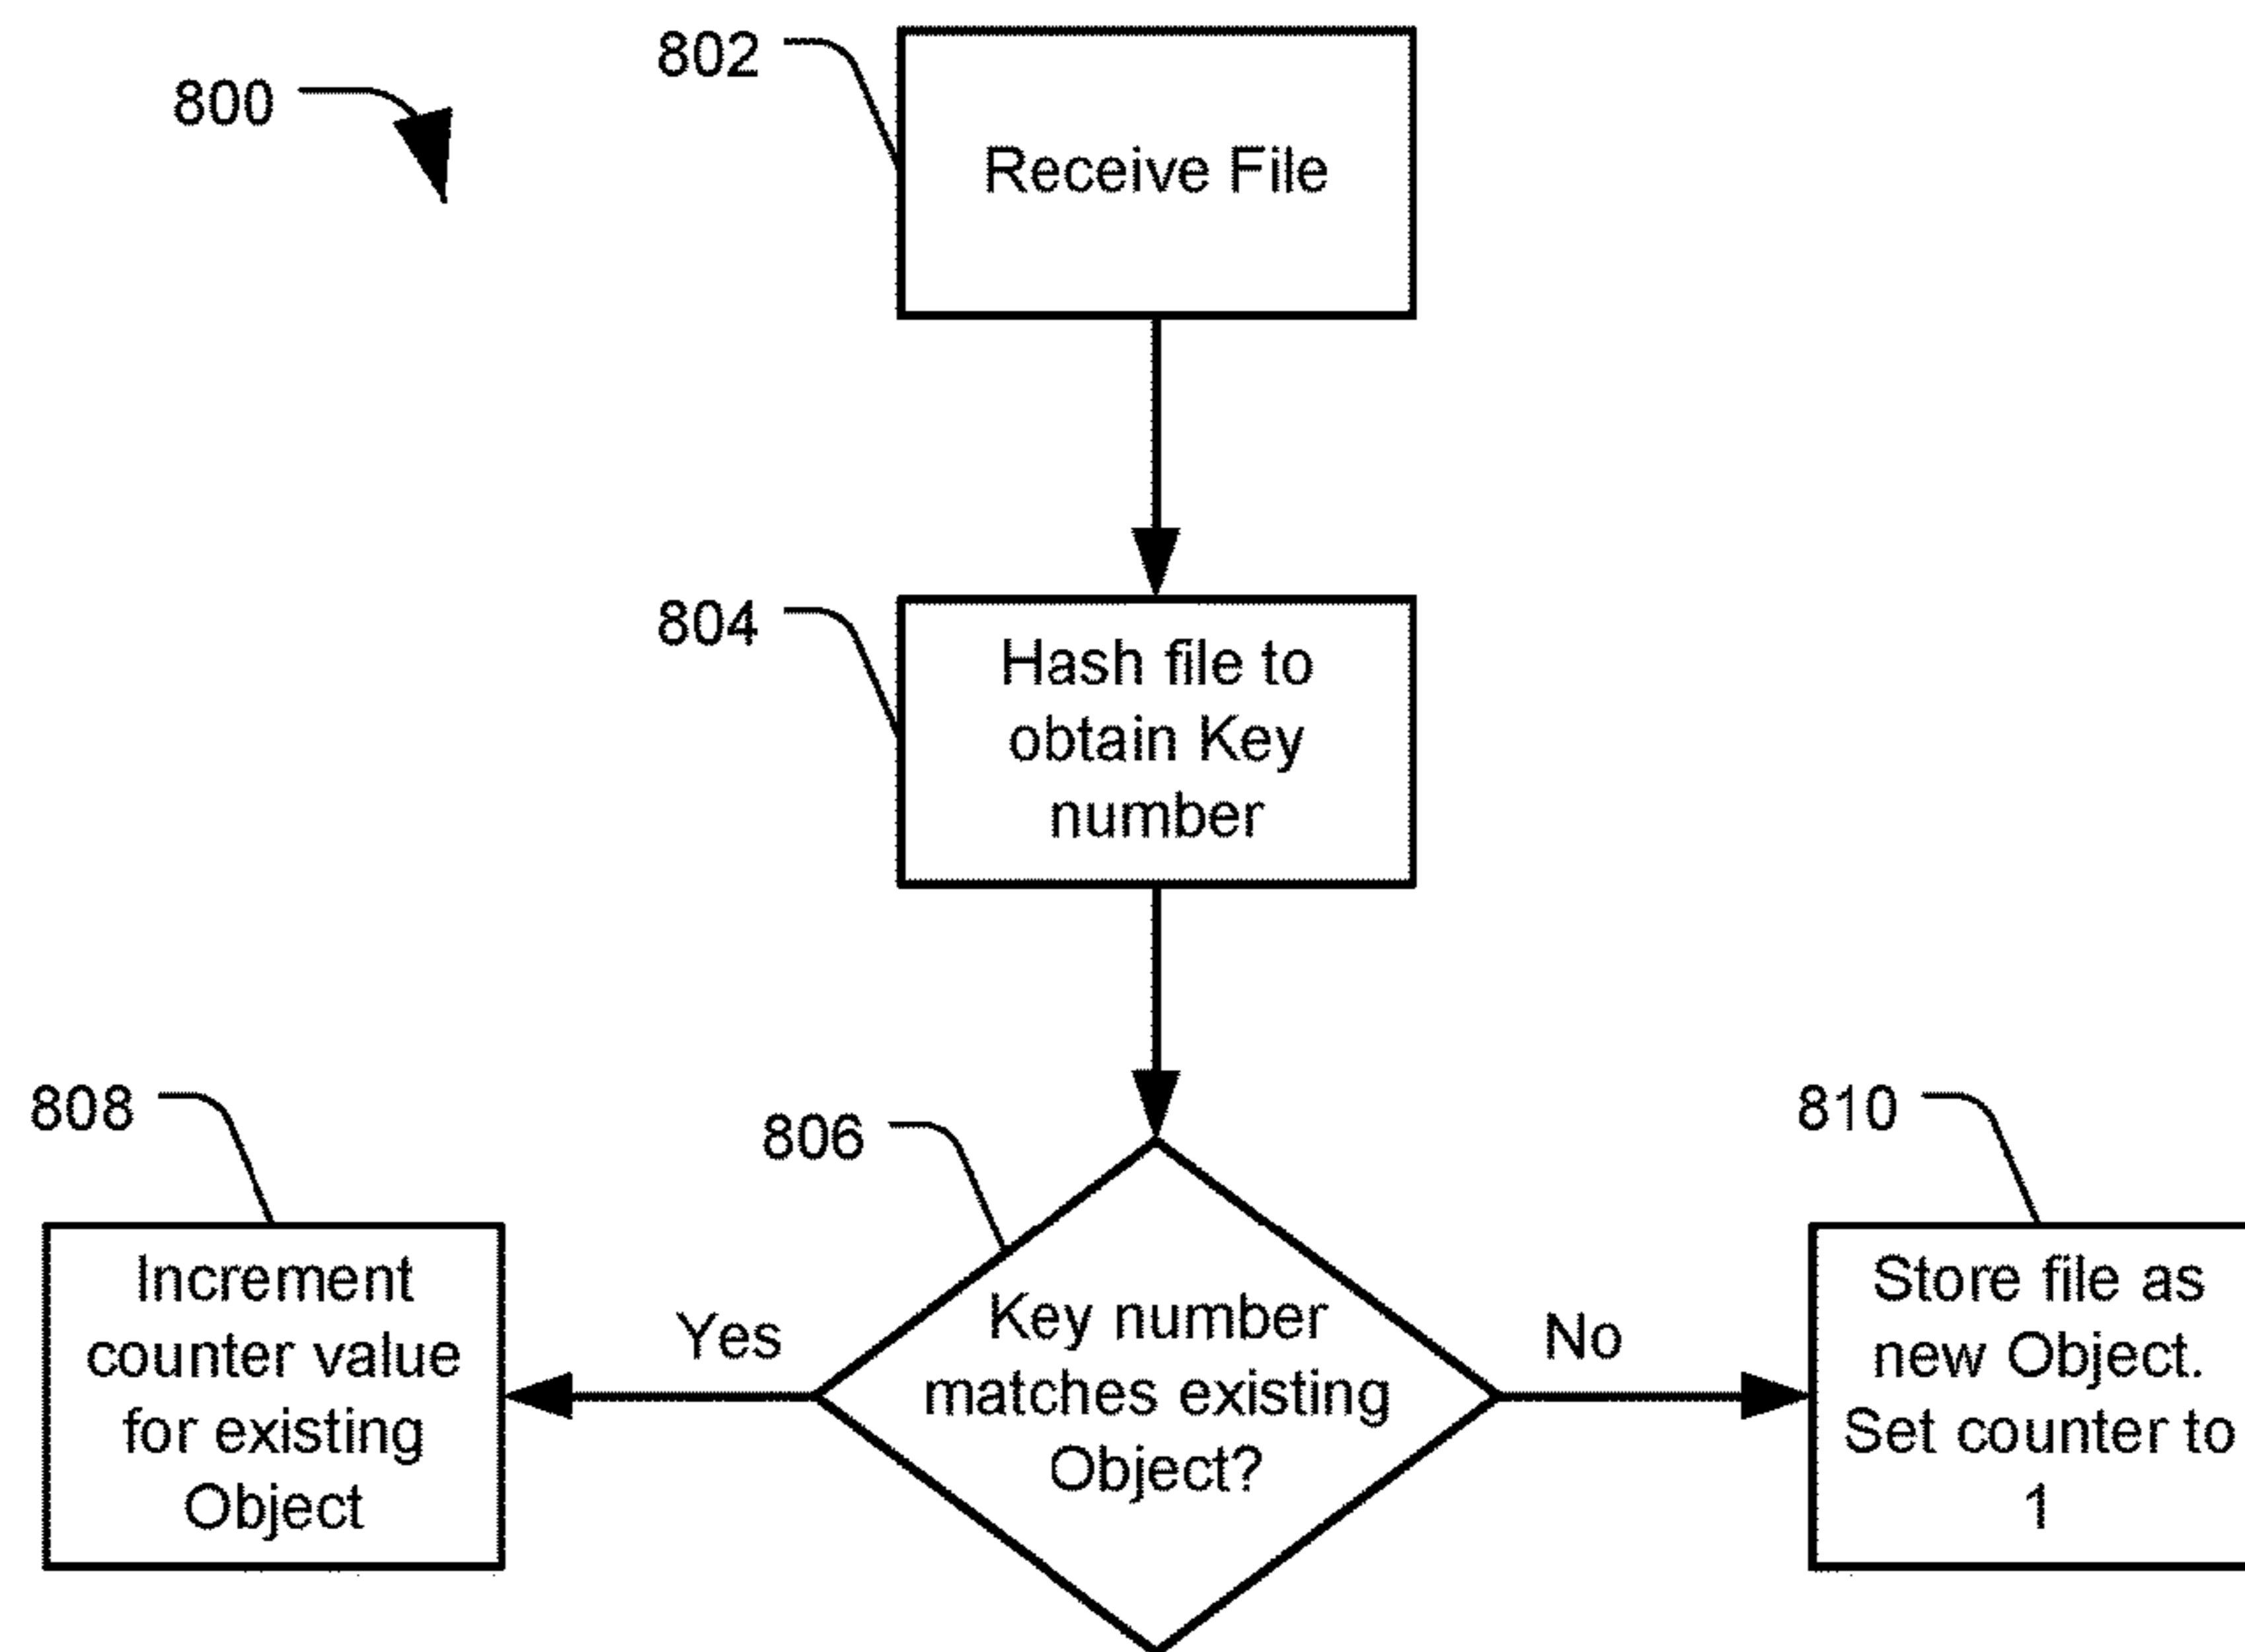 802
800
Receive File
804
Hash file to
obtain Key
number
808
806
810
Increment
counter value
for existing
Object
Yes
Key number
matches existing
Object?
No
Store file as
new Object.
Set counter to
1